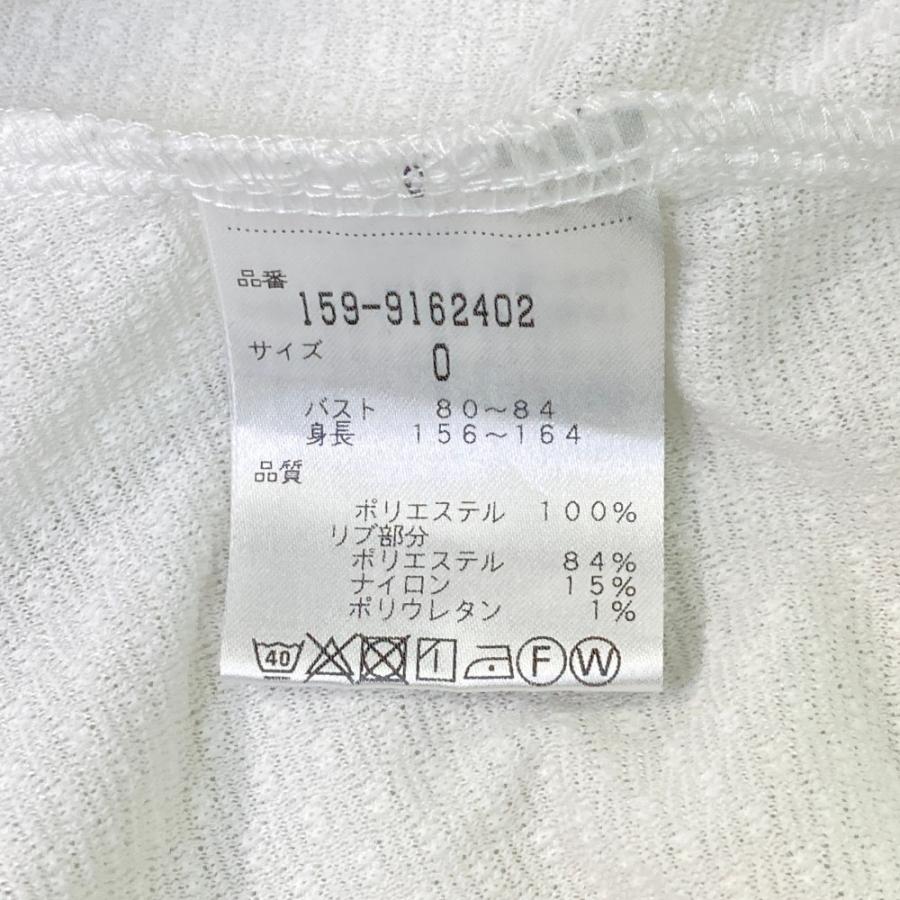 品番
159-9162402
サイズ
0
バスト 80～84
身長 156～164
品質
ポリエステル 100%
リブ部分
ポリエステル 84%
ナイロン 15%
ポリウレタン 1%
40 F W